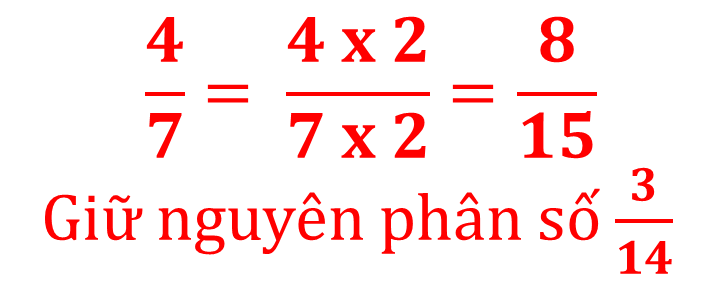 4/7 = 4 x 2/7 x 2 = 8/15
Giữ nguyên phân số 3/14